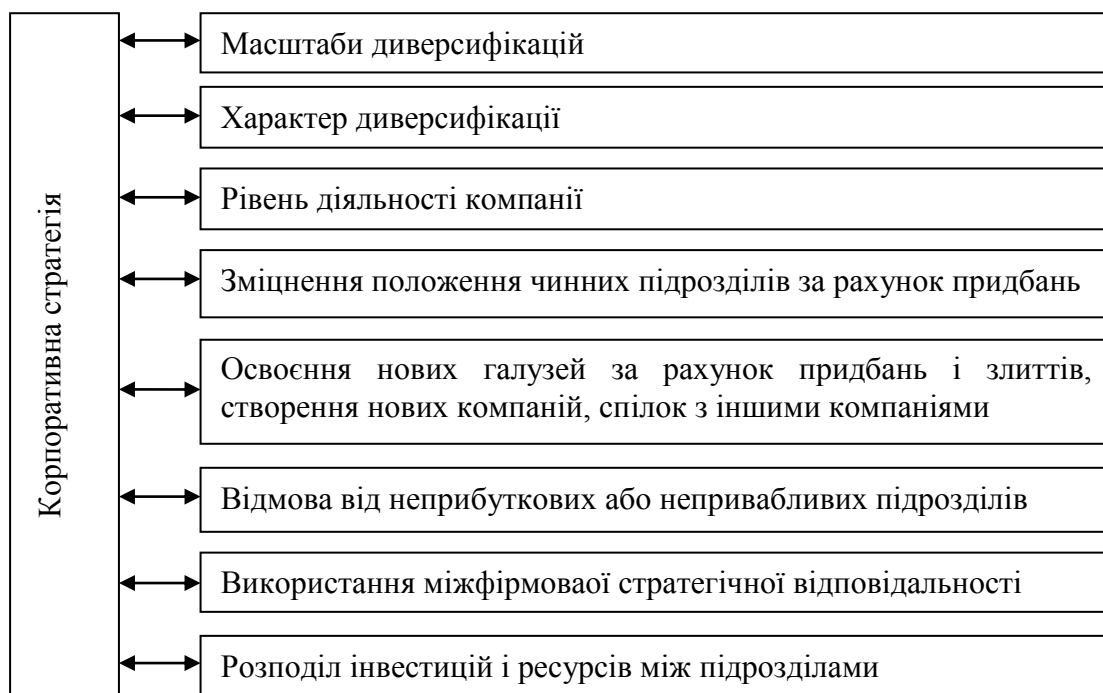 Корпоративна стратегія
Масштаби диверсифікацій
Характер диверсифікації
Рівень діяльності компанії
Зміцнення положення чинних підрозділів за рахунок придбань
Освоєння нових галузей за рахунок придбань і злиттів,
створення нових компаній, спілок з іншими компаніями
Відмова від неприбуткових або непривабливих підрозділів
Використання міжфірмоваої стратегічної відповідальності
Розподіл інвестицій і ресурсів між підрозділами